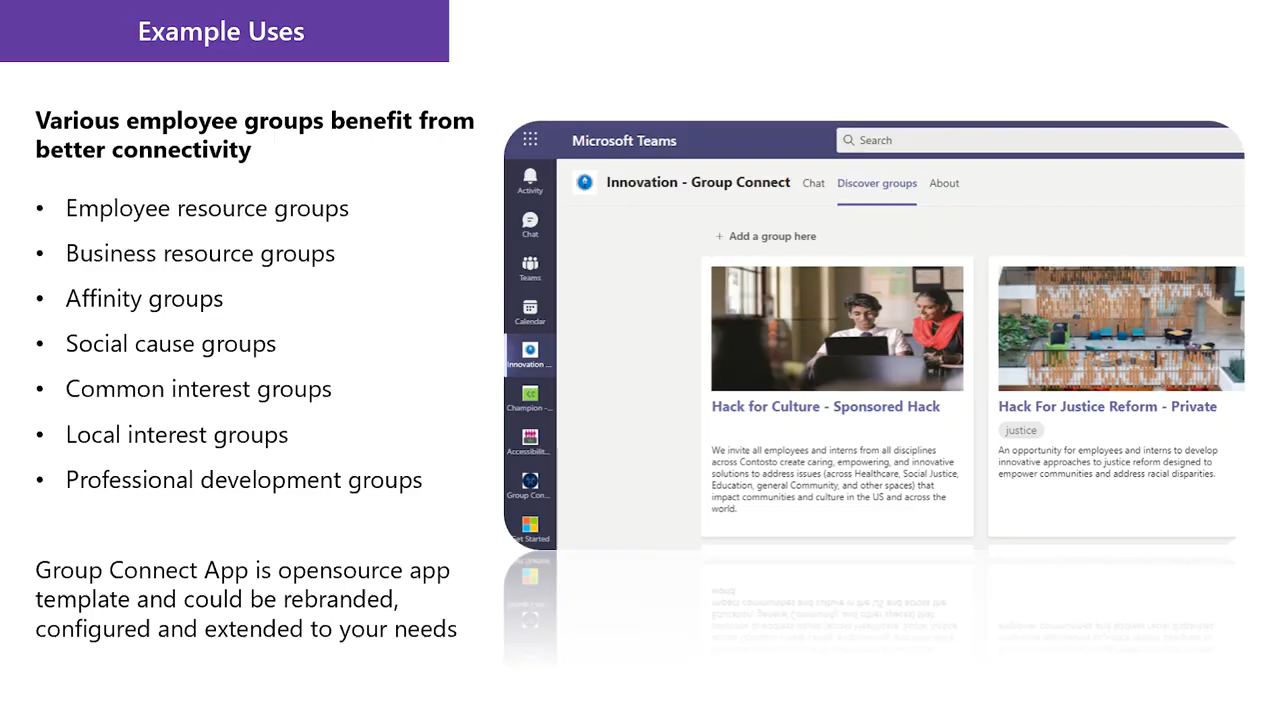 Example Uses
Various employee groups benefit from
better connectivity
• Employee resource groups
• Business resource groups
• Affinity groups
• Social cause groups
• Common interest groups
• Local interest groups
• Professional development groups
Group Connect App is opensource app
template and could be rebranded,
configured and extended to your needs
Microsoft Teams
Search
Activity
Chat
Teams
Calendar
Innovation ...
Champion -...
Accessibilit...
Group Con...
Get Started
Innovation - Group Connect
Chat
Discover groups
About
+ Add a group here
Hack for Culture - Sponsored Hack
We invite all employees and interns from all disciplines
across Contosto create caring, empowering, and innovative
solutions to address issues (across Healthcare, Social Justice,
Education, general Community, and other spaces) that
impact communities and culture in the US and across the
world.
Hack For Justice Reform - Private
justice
An opportunity for employees and interns to develop
innovative approaches to justice reform designed to
empower communities and address racial disparities.